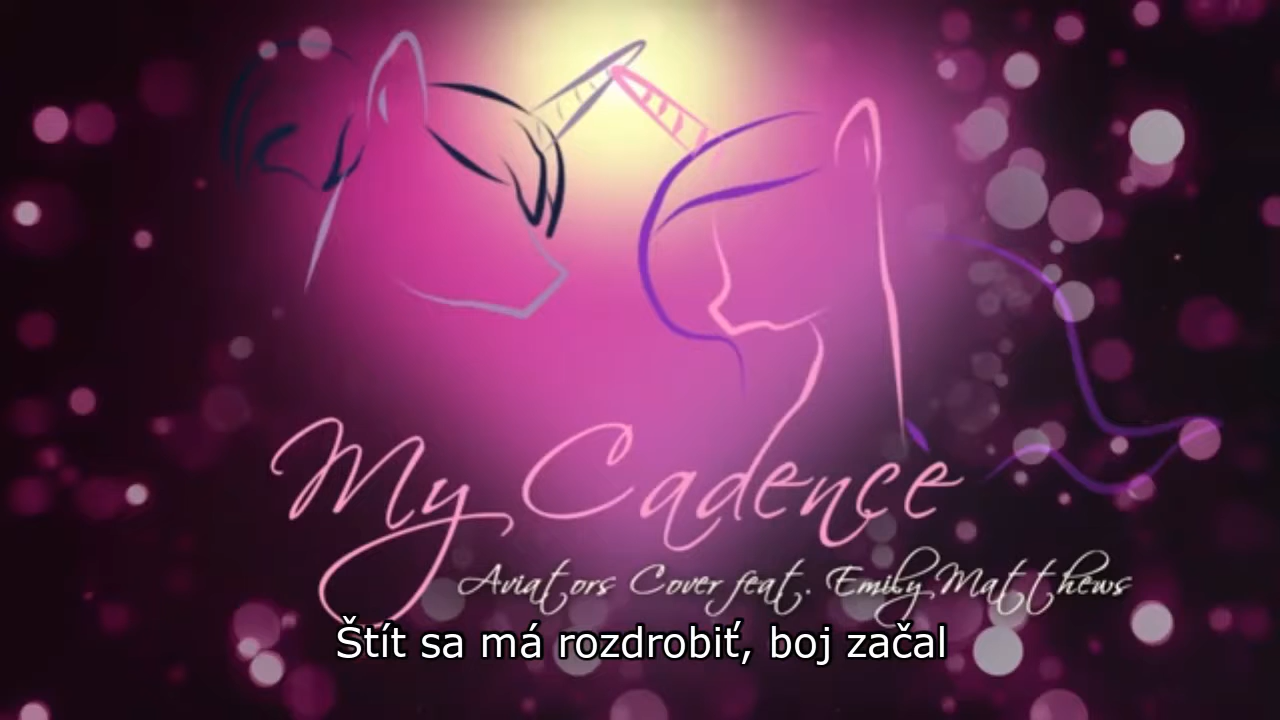 My Cadence
Aviators Cover feat. Emily Matthews
Štít sa má rozdrobiť, boj začal